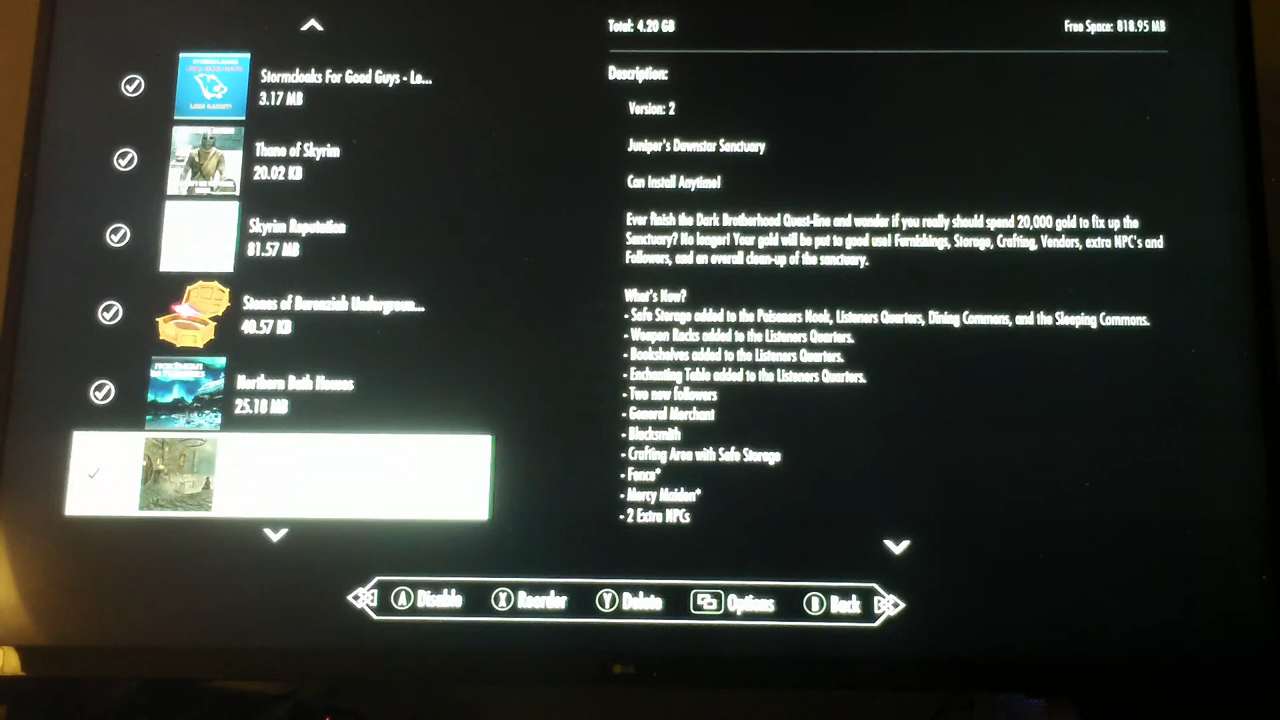 Total: 4.20 GB
Free Space: 818.95 MB
Stormcloaks For Good Guys - Lo...
3.17 MB
Thane of Skyrim
20.02 KB
Skyrim Reputation
81.57 MB
Stones of Barenziah Undergroun...
40.57 KB
Northern Bath Houses
25.18 MB
Description:
Version: 2
Juniper's Dawnstar Sanctuary
Can Install Anytime!
Ever finish the Dark Brotherhood Quest-line and wonder if you really should spend 20,000 gold to fix up the
Sanctuary? No longer! Your gold will be put to good use! Furnishings, Storage, Crafting, Vendors, extra NPC's and
Followers, and an overall clean-up of the sanctuary.
What's New?
- Safe Storage added to the Poisoners Nook, Listeners Quarters, Dining Commons, and the Sleeping Commons.
- Weapon Racks added to the Listeners Quarters.
- Bookshelves added to the Listeners Quarters.
- Enchanting Table added to the Listeners Quarters.
- Two new followers
- General Merchant
- Blacksmith
- Crafting Area with Safe Storage
- Fence*
- Mercy Maiden*
- 2 Extra NPCs
A Disable X Reorder Y Delete Options B Back